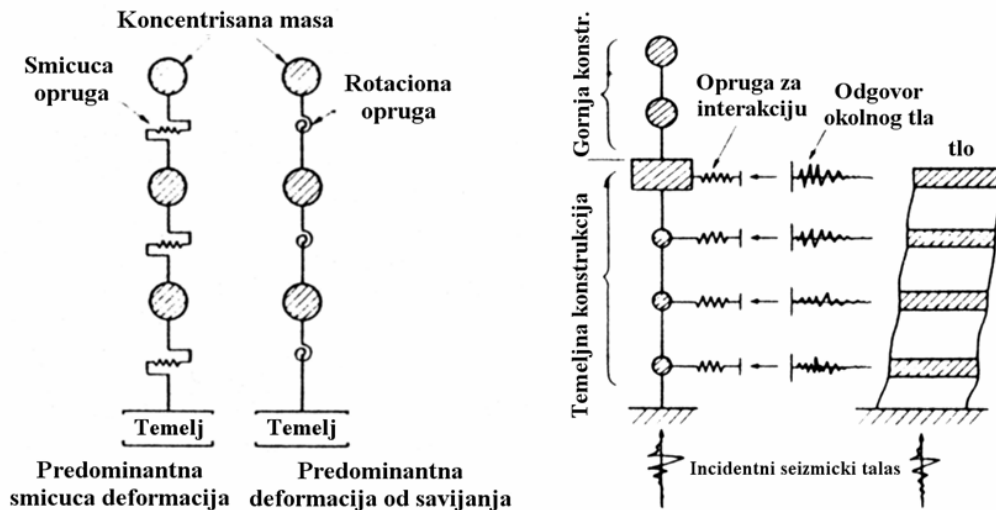 Koncentrisana masa
Smicuca
opruga
Rotaciona
opruga
Temelj
Temelj
Predominantna
smicuca deformacija
Predominantna
deformacija od savijanja
Gornja konstr.
Temeljna konstrukcija
Opruga za
interakciju
Odgovor
okolnog tla
tlo
Incidentni seizmicki talas